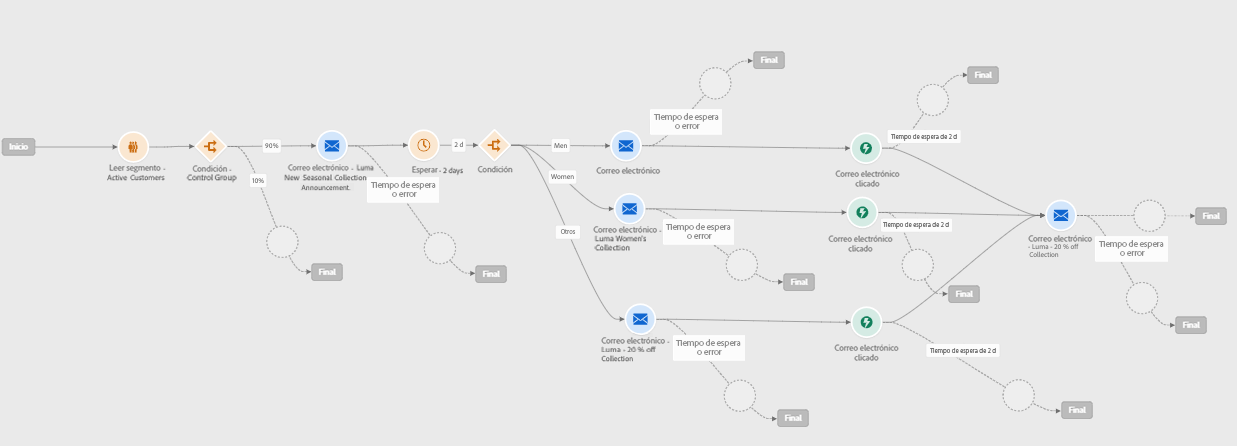 Inicio
Leer segmento -
Active Customers
Condición -
Control Group
90%
10%
Final
Correo electrónico - Luma
New Seasonal Collection
Announcement.
Tiempo de espera
o error
Final
Esperar - 2 days
2 d
Condición
Men
Women
Otros
Correo electrónico
Tiempo de espera
o error
Final
Correo electrónico -
Luma Women's
Collection
Tiempo de espera
o error
Final
Correo electrónico -
Luma - 20 % off
Collection
Tiempo de espera
o error
Final
Correo electrónico
clicado
Tiempo de espera de 2 d
Final
Correo electrónico
clicado
Tiempo de espera de 2 d
Final
Correo electrónico
clicado
Tiempo de espera de 2 d
Final
Correo electrónico
- Luma - 20 % off
Collection
Tiempo de espera
o error
Final
Final